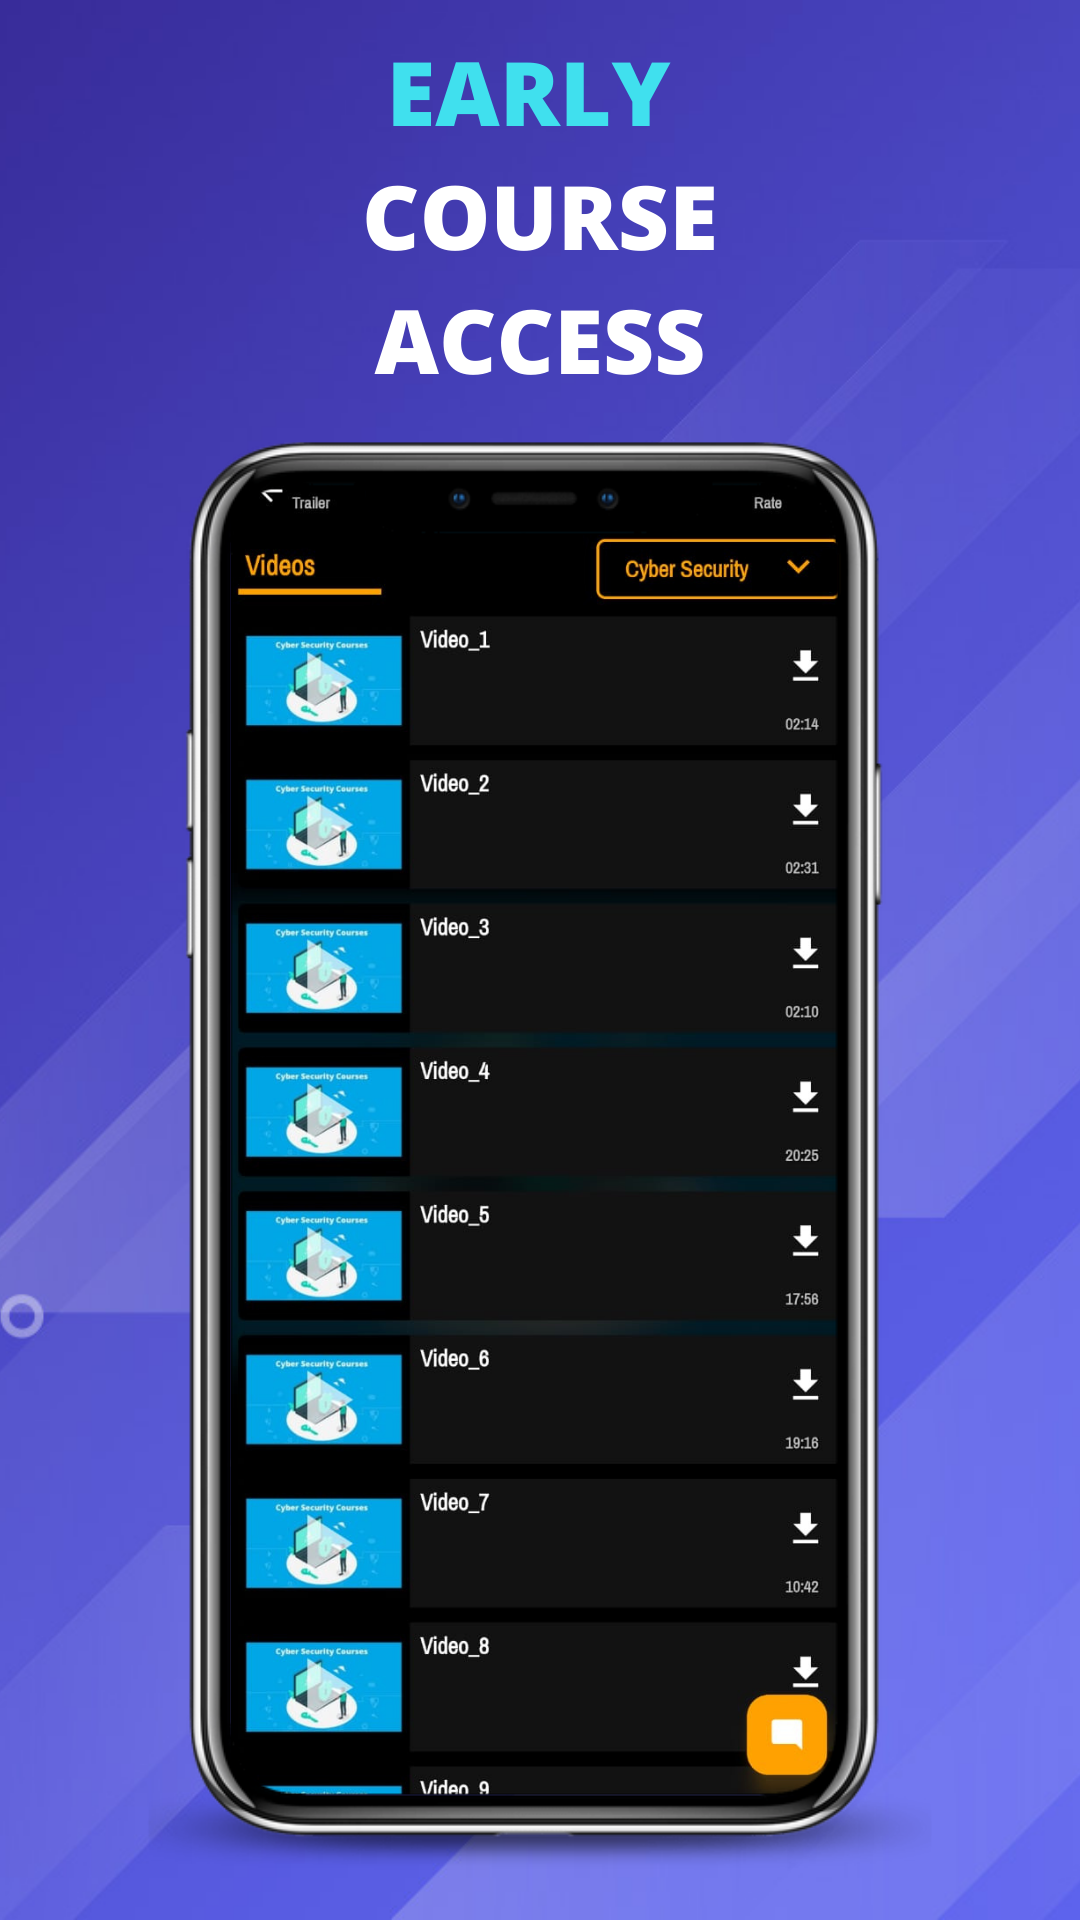 EARLY
COURSE
ACCESS
Trailer
Rate
Videos
Cyber Security
Cyber Security Courses
Video_1
02:14
Cyber Security Courses
Video_2
02:31
Cyber Security Courses
Video_3
02:10
Cyber Security Courses
Video_4
20:25
Cyber Security Courses
Video_5
17:56
Cyber Security Courses
Video_6
19:16
Cyber Security Courses
Video_7
10:42
Cyber Security Courses
Video_8
Video_9